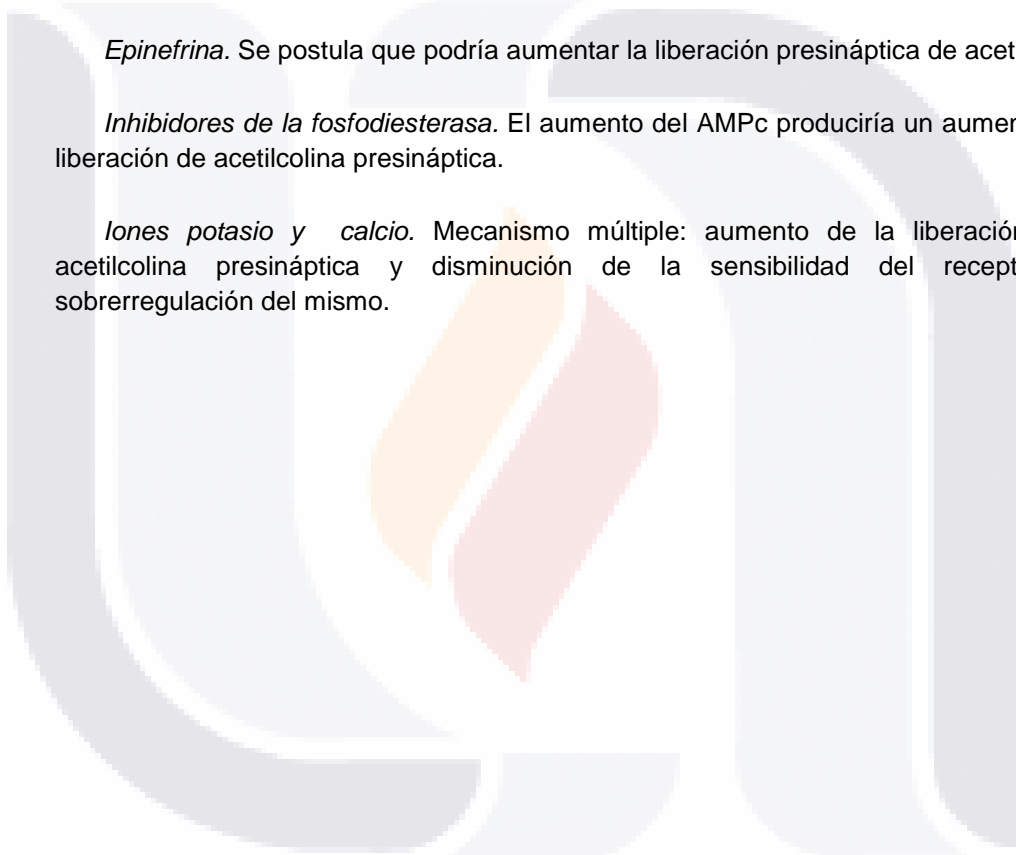 Epinefrina. Se postula que podría aumentar la liberación presináptica de acet
Inhibidores de la fosfodiesterasa. El aumento del AMPc produciría un aumen
liberación de acetilcolina presináptica.
Iones potasio y calcio. Mecanismo múltiple: aumento de la liberación
acetilcolina presináptica y disminución de la sensibilidad del recept
sobrerregulación del mismo.